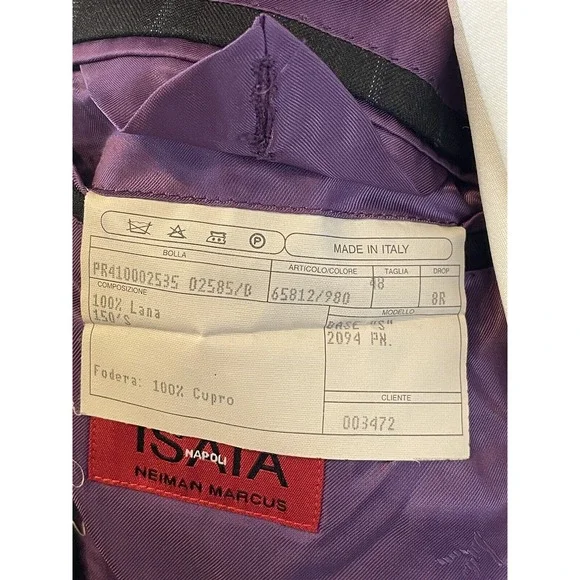 P
MADE IN ITALY
BOLLA
PR410002535 02585/0
ARTICOLO/COLORE
65812/980
TAGLIA
48
DROP
8R
COMPOSIZIONE
100% Lana
150'S
MODELLO
BASE "S"
2094 PN.
Fodera: 100% Cupro
CLIENTE
003472
ISAIA
NAPOLI
NEIMAN MARCUS